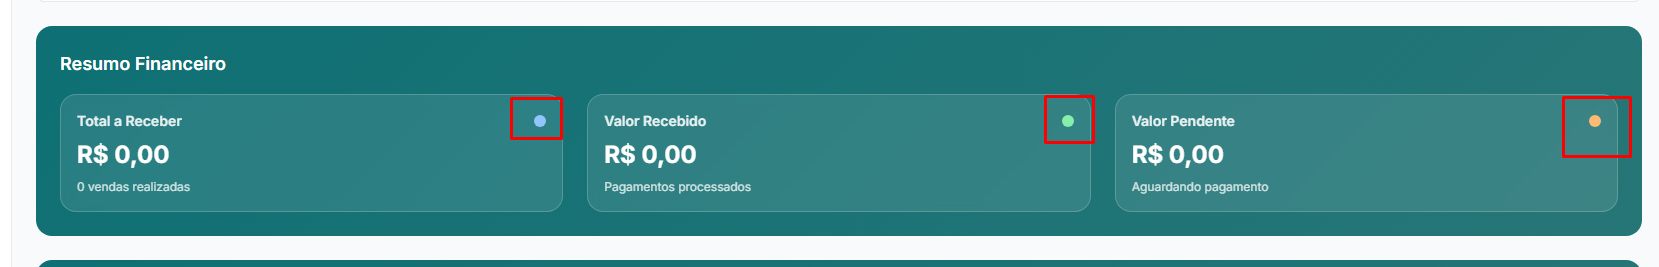 Resumo Financeiro
Total a Receber
R$ 0,00
0 vendas realizadas
Valor Recebido
R$ 0,00
Pagamentos processados
Valor Pendente
R$ 0,00
Aguardando pagamento